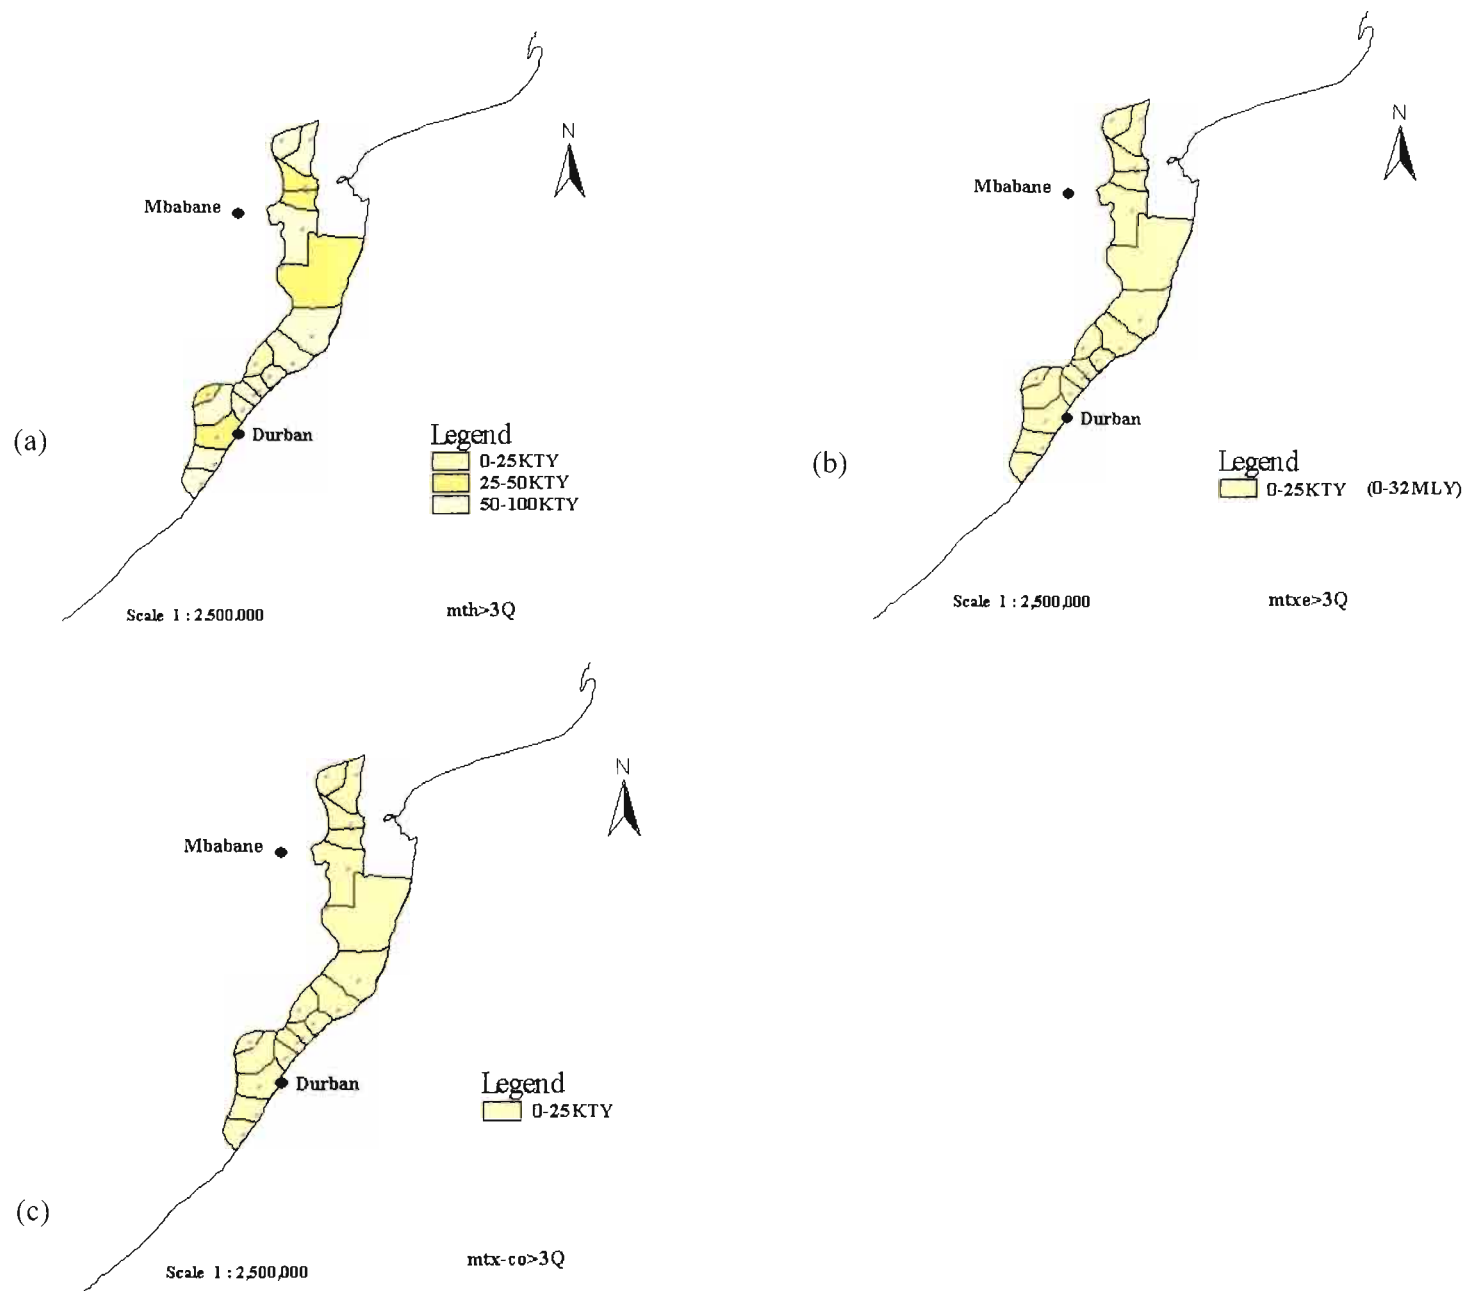 N
Mbabane
Durban
(a)
Legend
0-25KTY
25-50KTY
50-100KTY
Scale 1 : 2,500,000
mth>3Q
N
Mbabane
Durban
(b)
Legend
0-25KTY (0-32MLY)
Scale 1 : 2,500,000
mtxe>3Q
N
Mbabane
Durban
Legend
0-25KTY
(c)
Scale 1 : 2,500,000
mtx-co>3Q